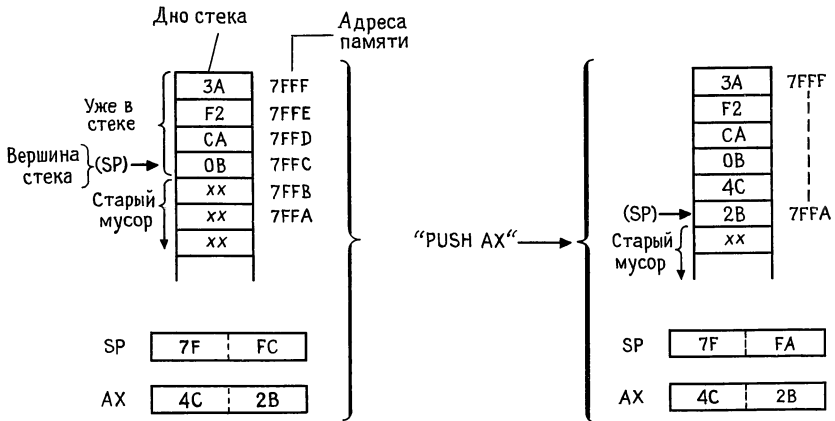 Дно стека
Адреса
памяти
3A 7FFF
F2 7FFE
CA 7FFD
0B 7FFC
xx 7FFB
xx 7FFA
xx
Уже в
стеке
Вершина
стека
(SP)
Старый
мусор
SP 7F FC
AX 4C 2B
“PUSH AX“
3A 7FFF
F2
CA
0B
4C
(SP) 2B 7FFA
xx
Старый
мусор
SP 7F FA
AX 4C 2B